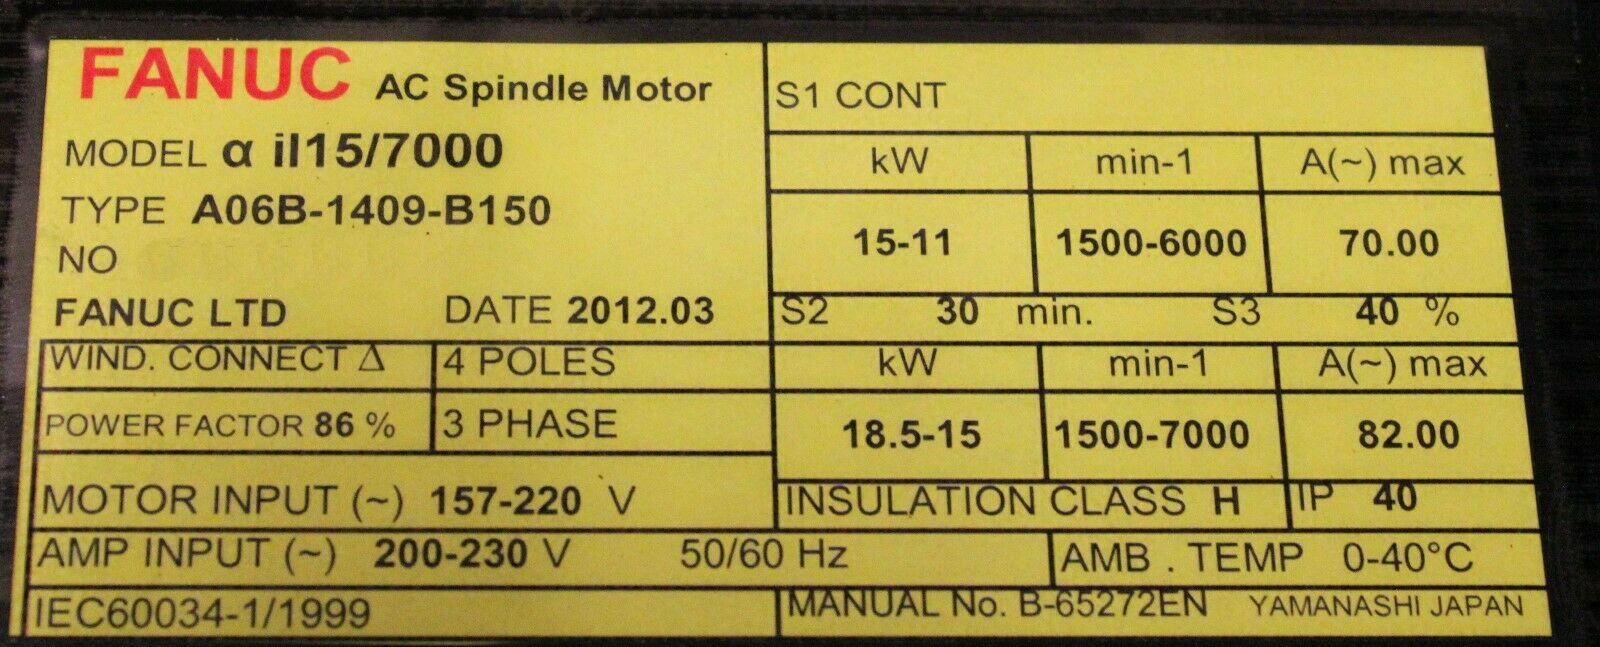 FANUC AC Spindle Motor
MODEL α iI15/7000
TYPE A06B-1409-B150
NO
FANUC LTD DATE 2012.03
WIND. CONNECT Δ 4 POLES
POWER FACTOR 86 % 3 PHASE
MOTOR INPUT (~) 157-220 V
AMP INPUT (~) 200-230 V 50/60 Hz
IEC60034-1/1999
S1 CONT
kW min-1 A(~) max
15-11 1500-6000 70.00
S2 30 min. S3 40 %
kW min-1 A(~) max
18.5-15 1500-7000 82.00
INSULATION CLASS H IP 40
AMB . TEMP 0-40°C
MANUAL No. B-65272EN YAMANASHI JAPAN